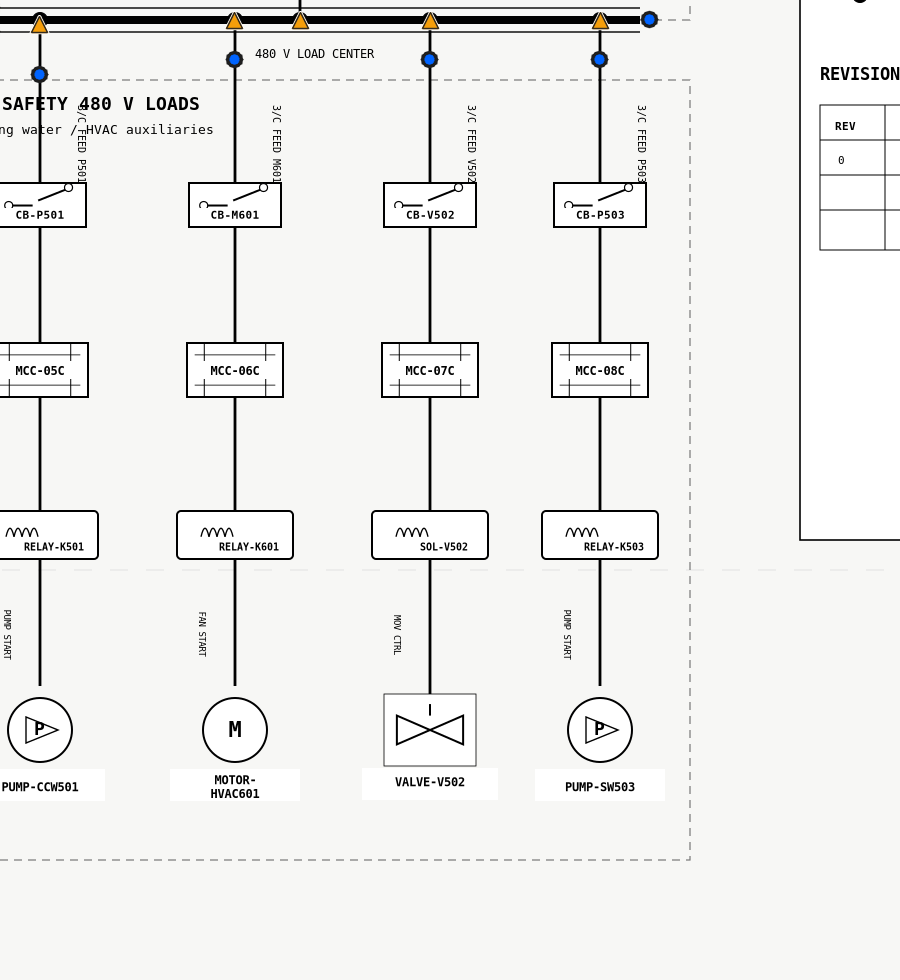 480 V LOAD CENTER
REVISION
SAFETY 480 V LOADS
ng water / HVAC auxiliaries
REV
0
3/C FEED P501
3/C FEED M601
3/C FEED V502
3/C FEED P503
CB-P501
CB-M601
CB-V502
CB-P503
MCC-05C
MCC-06C
MCC-07C
MCC-08C
RELAY-K501
RELAY-K601
SOL-V502
RELAY-K503
PUMP START
FAN START
MOV CTRL
PUMP START
P
M
P
PUMP-CCW501
MOTOR-
HVAC601
VALVE-V502
PUMP-SW503